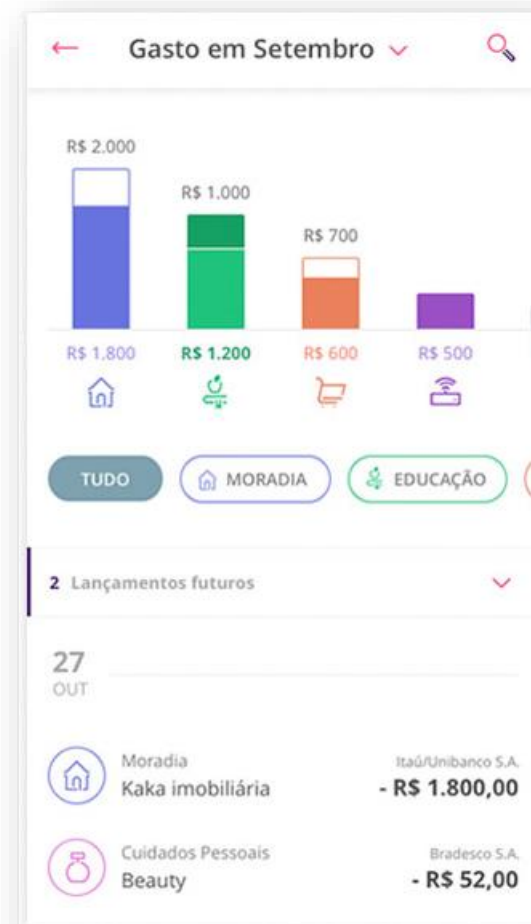 Gasto em Setembro
R$ 2.000
R$ 1.000
R$ 700
R$ 1.800
R$ 1.200
R$ 600
R$ 500
TUDO
MORADIA
EDUCAÇÃO
2 Lançamentos futuros
27
OUT
Moradia
Itaú/Unibanco S.A.
Kaka imobiliária
- R$ 1.800,00
Cuidados Pessoais
Bradesco S.A.
Beauty
- R$ 52,00